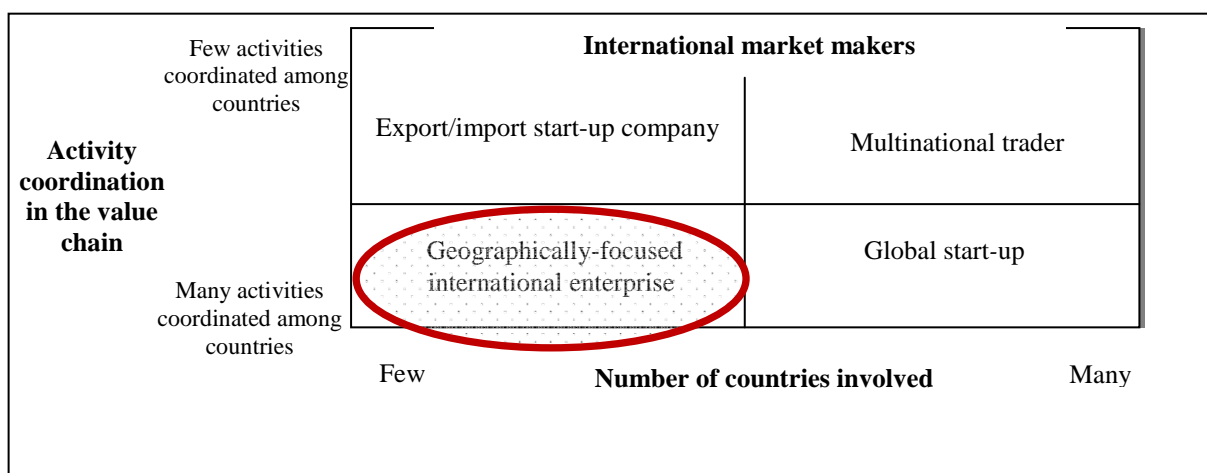 Few activities
coordinated among
countries
International market makers
Export/import start-up company
Multinational trader
Activity
coordination
in the value
chain
Geographically-focused
international enterprise
Global start-up
Many activities
coordinated among
countries
Few
Number of countries involved
Many